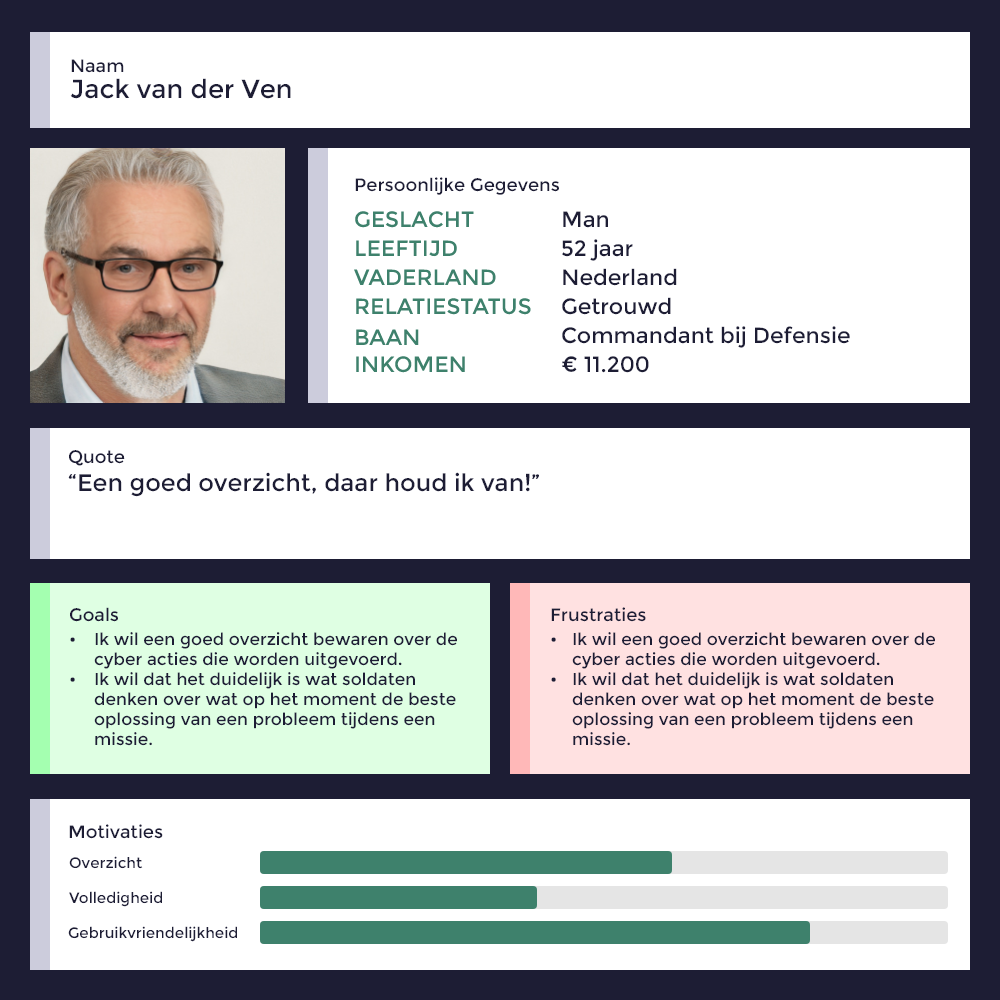 Naam
Jack van der Ven
Persoonlijke Gegevens
GESLACHT Man
LEEFTIJD 52 jaar
VADERLAND Nederland
RELATIESTATUS Getrouwd
BAAN Commandant bij Defensie
INKOMEN € 11.200
Quote
“Een goed overzicht, daar houd ik van!”
Goals
• Ik wil een goed overzicht bewaren over de
cyber acties die worden uitgevoerd.
• Ik wil dat het duidelijk is wat soldaten
denken over wat op het moment de beste
oplossing van een probleem tijdens een
missie.
Frustraties
• Ik wil een goed overzicht bewaren over de
cyber acties die worden uitgevoerd.
• Ik wil dat het duidelijk is wat soldaten
denken over wat op het moment de beste
oplossing van een probleem tijdens een
missie.
Motivaties
Overzicht
Volledigheid
Gebruikvriendelijkheid